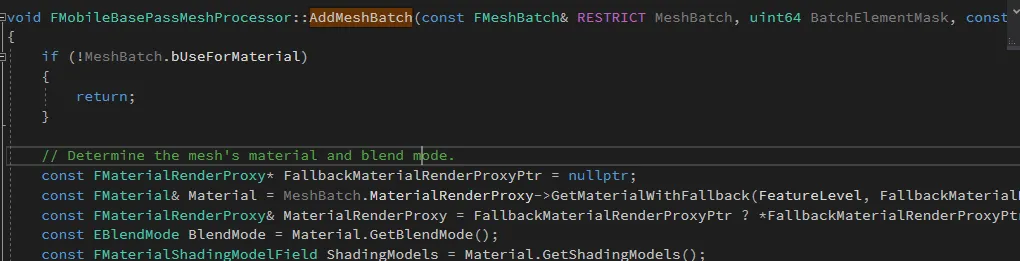 void FMobileBasePassMeshProcessor::AddMeshBatch(const FMeshBatch& RESTRICT MeshBatch, uint64 BatchElementMask, const
{
if (!MeshBatch.bUseForMaterial)
{
return;
}
// Determine the mesh's material and blend mode.
const FMaterialRenderProxy* FallbackMaterialRenderProxyPtr = nullptr;
const FMaterial& Material = MeshBatch.MaterialRenderProxy->GetMaterialWithFallback(FeatureLevel, FallbackMaterial
const FMaterialRenderProxy& MaterialRenderProxy = FallbackMaterialRenderProxyPtr ? *FallbackMaterialRenderProxyPt
const EBlendMode BlendMode = Material.GetBlendMode();
const FMaterialShadingModelField ShadingModels = Material.GetShadingModels();